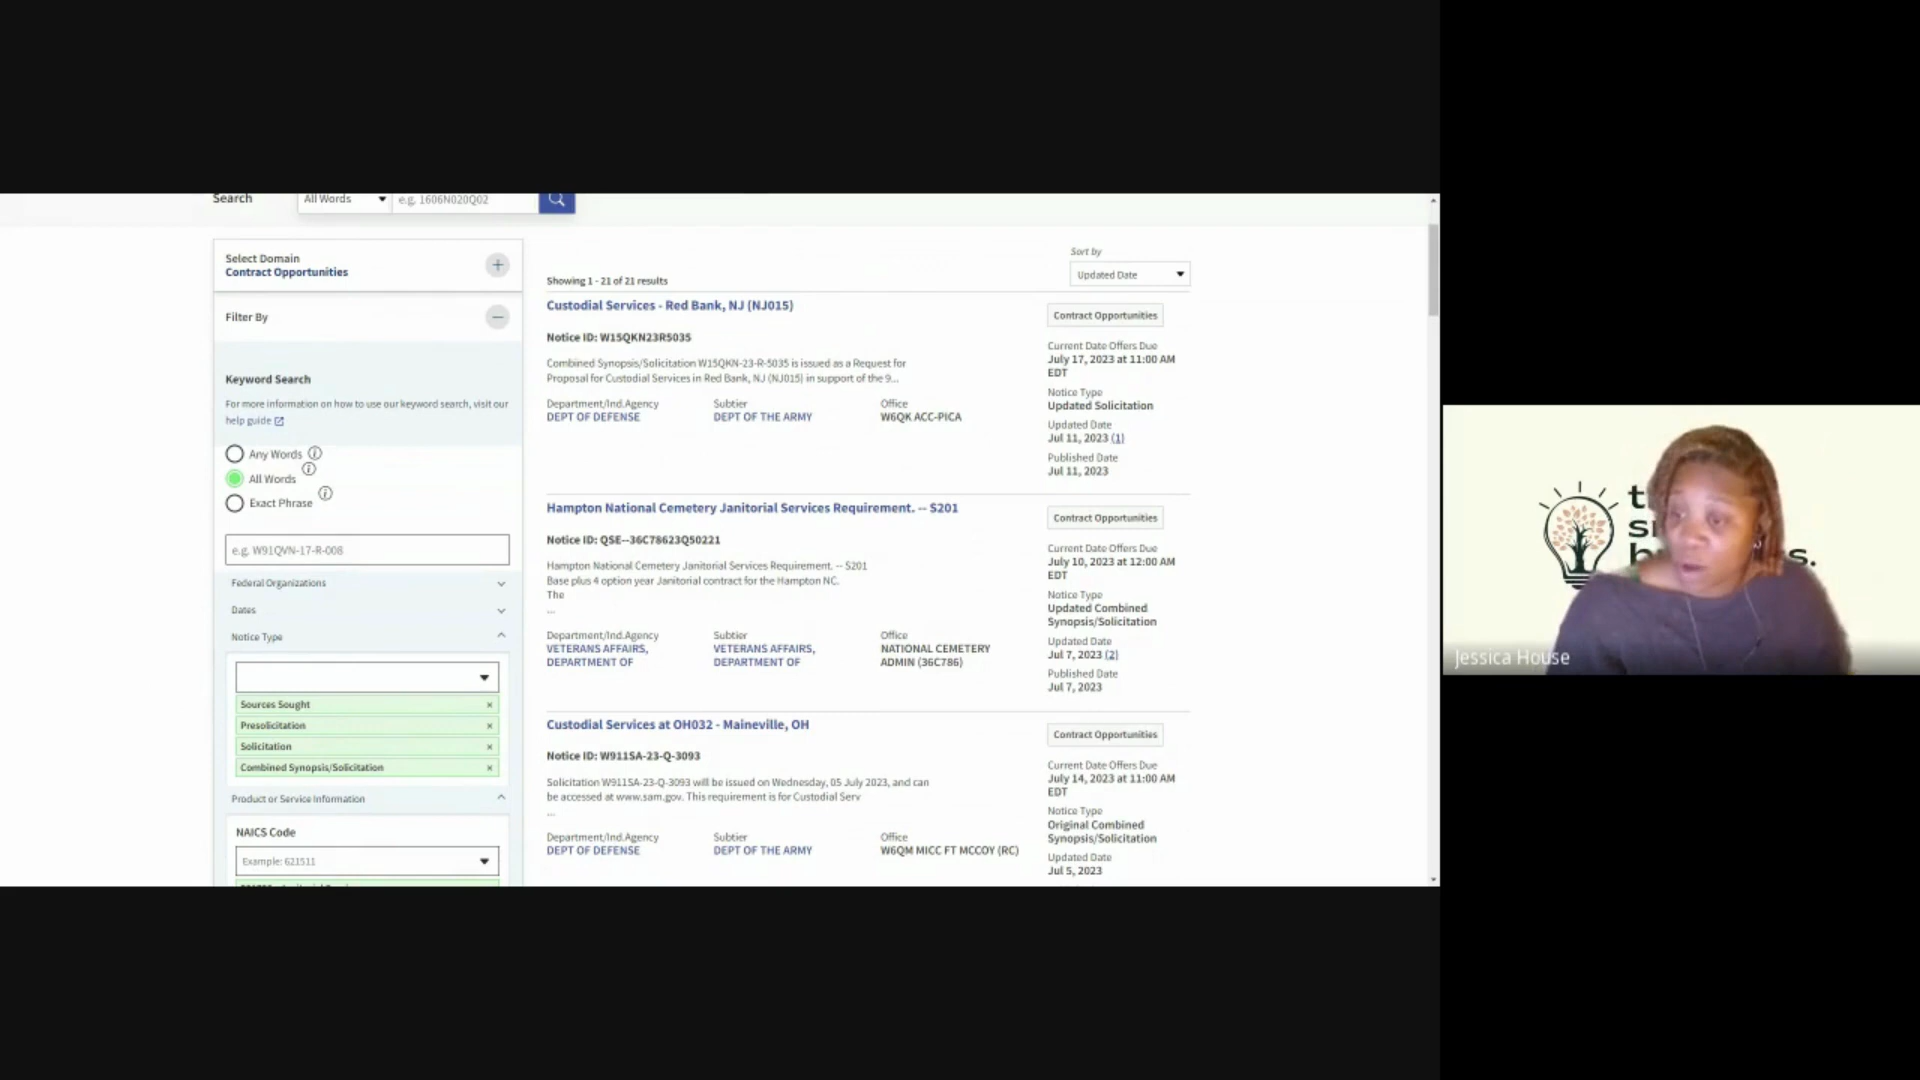 Search
All Words
e.g. 1606N020Q02
Select Domain
Contract Opportunities
Filter By
Keyword Search
For more information on how to use our keyword search, visit our
help guide
Any Words
All Words
Exact Phrase
e.g. W91QVN-17-R-008
Federal Organizations
Dates
Notice Type
Sources Sought
Presolicitation
Solicitation
Combined Synopsis/Solicitation
Product or Service Information
NAICS Code
Example: 621511
Sort by
Updated Date
Showing 1 - 21 of 21 results
Custodial Services - Red Bank, NJ (NJ015)
Notice ID: W15QKN23R5035
Combined Synopsis/Solicitation W15QKN-23-R-5035 is issued as a Request for
Proposal for Custodial Services in Red Bank, NJ (NJ015) in support of the 9...
Department/Ind.Agency
DEPT OF DEFENSE
Subtier
DEPT OF THE ARMY
Office
W6QK ACC-PICA
Contract Opportunities
Current Date Offers Due
July 17, 2023 at 11:00 AM
EDT
Notice Type
Updated Solicitation
Updated Date
Jul 11, 2023 (1)
Published Date
Jul 11, 2023
Hampton National Cemetery Janitorial Services Requirement. -- S201
Notice ID: QSE--36C78623Q50221
Hampton National Cemetery Janitorial Services Requirement. -- S201
Base plus 4 option year Janitorial contract for the Hampton NC.
The
...
Department/Ind.Agency
VETERANS AFFAIRS,
DEPARTMENT OF
Subtier
VETERANS AFFAIRS,
DEPARTMENT OF
Office
NATIONAL CEMETERY
ADMIN (36C786)
Contract Opportunities
Current Date Offers Due
July 10, 2023 at 12:00 AM
EDT
Notice Type
Updated Combined
Synopsis/Solicitation
Updated Date
Jul 7, 2023 (2)
Published Date
Jul 7, 2023
Custodial Services at OH032 - Maineville, OH
Notice ID: W911SA-23-Q-3093
Solicitation W911SA-23-Q-3093 will be issued on Wednesday, 05 July 2023, and can
be accessed at www.sam.gov. This requirement is for Custodial Serv
...
Department/Ind.Agency
DEPT OF DEFENSE
Subtier
DEPT OF THE ARMY
Office
W6QM MICC FT MCCOY (RC)
Contract Opportunities
Current Date Offers Due
July 14, 2023 at 11:00 AM
EDT
Notice Type
Original Combined
Synopsis/Solicitation
Updated Date
Jul 5, 2023
Jessica House